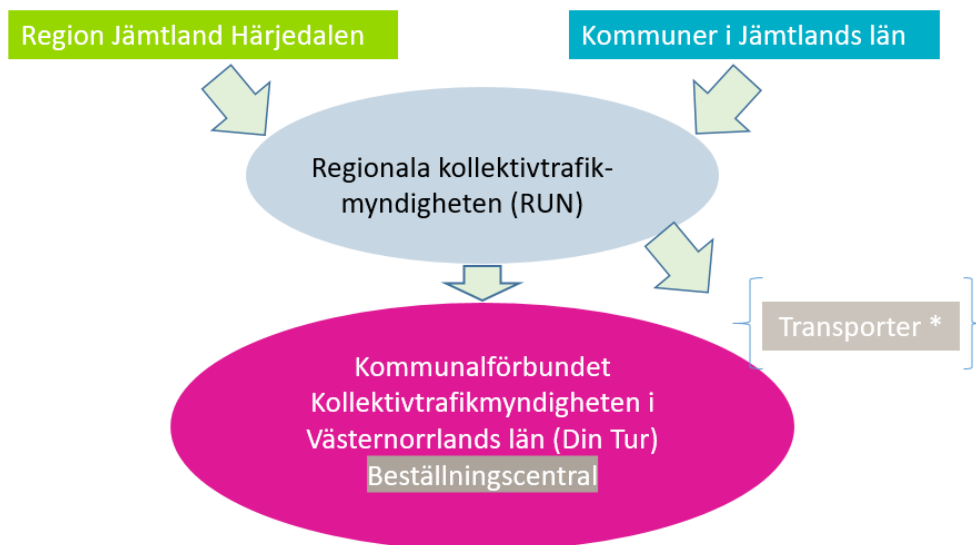 Region Jämtland Härjedalen
Kommuner i Jämtlands län
Regionala kollektivtrafik-
myndigheten (RUN)
Transporter *
Kommunalförbundet
Kollektivtrafikmyndigheten i
Västernorrlands län (Din Tur)
Beställningscentral